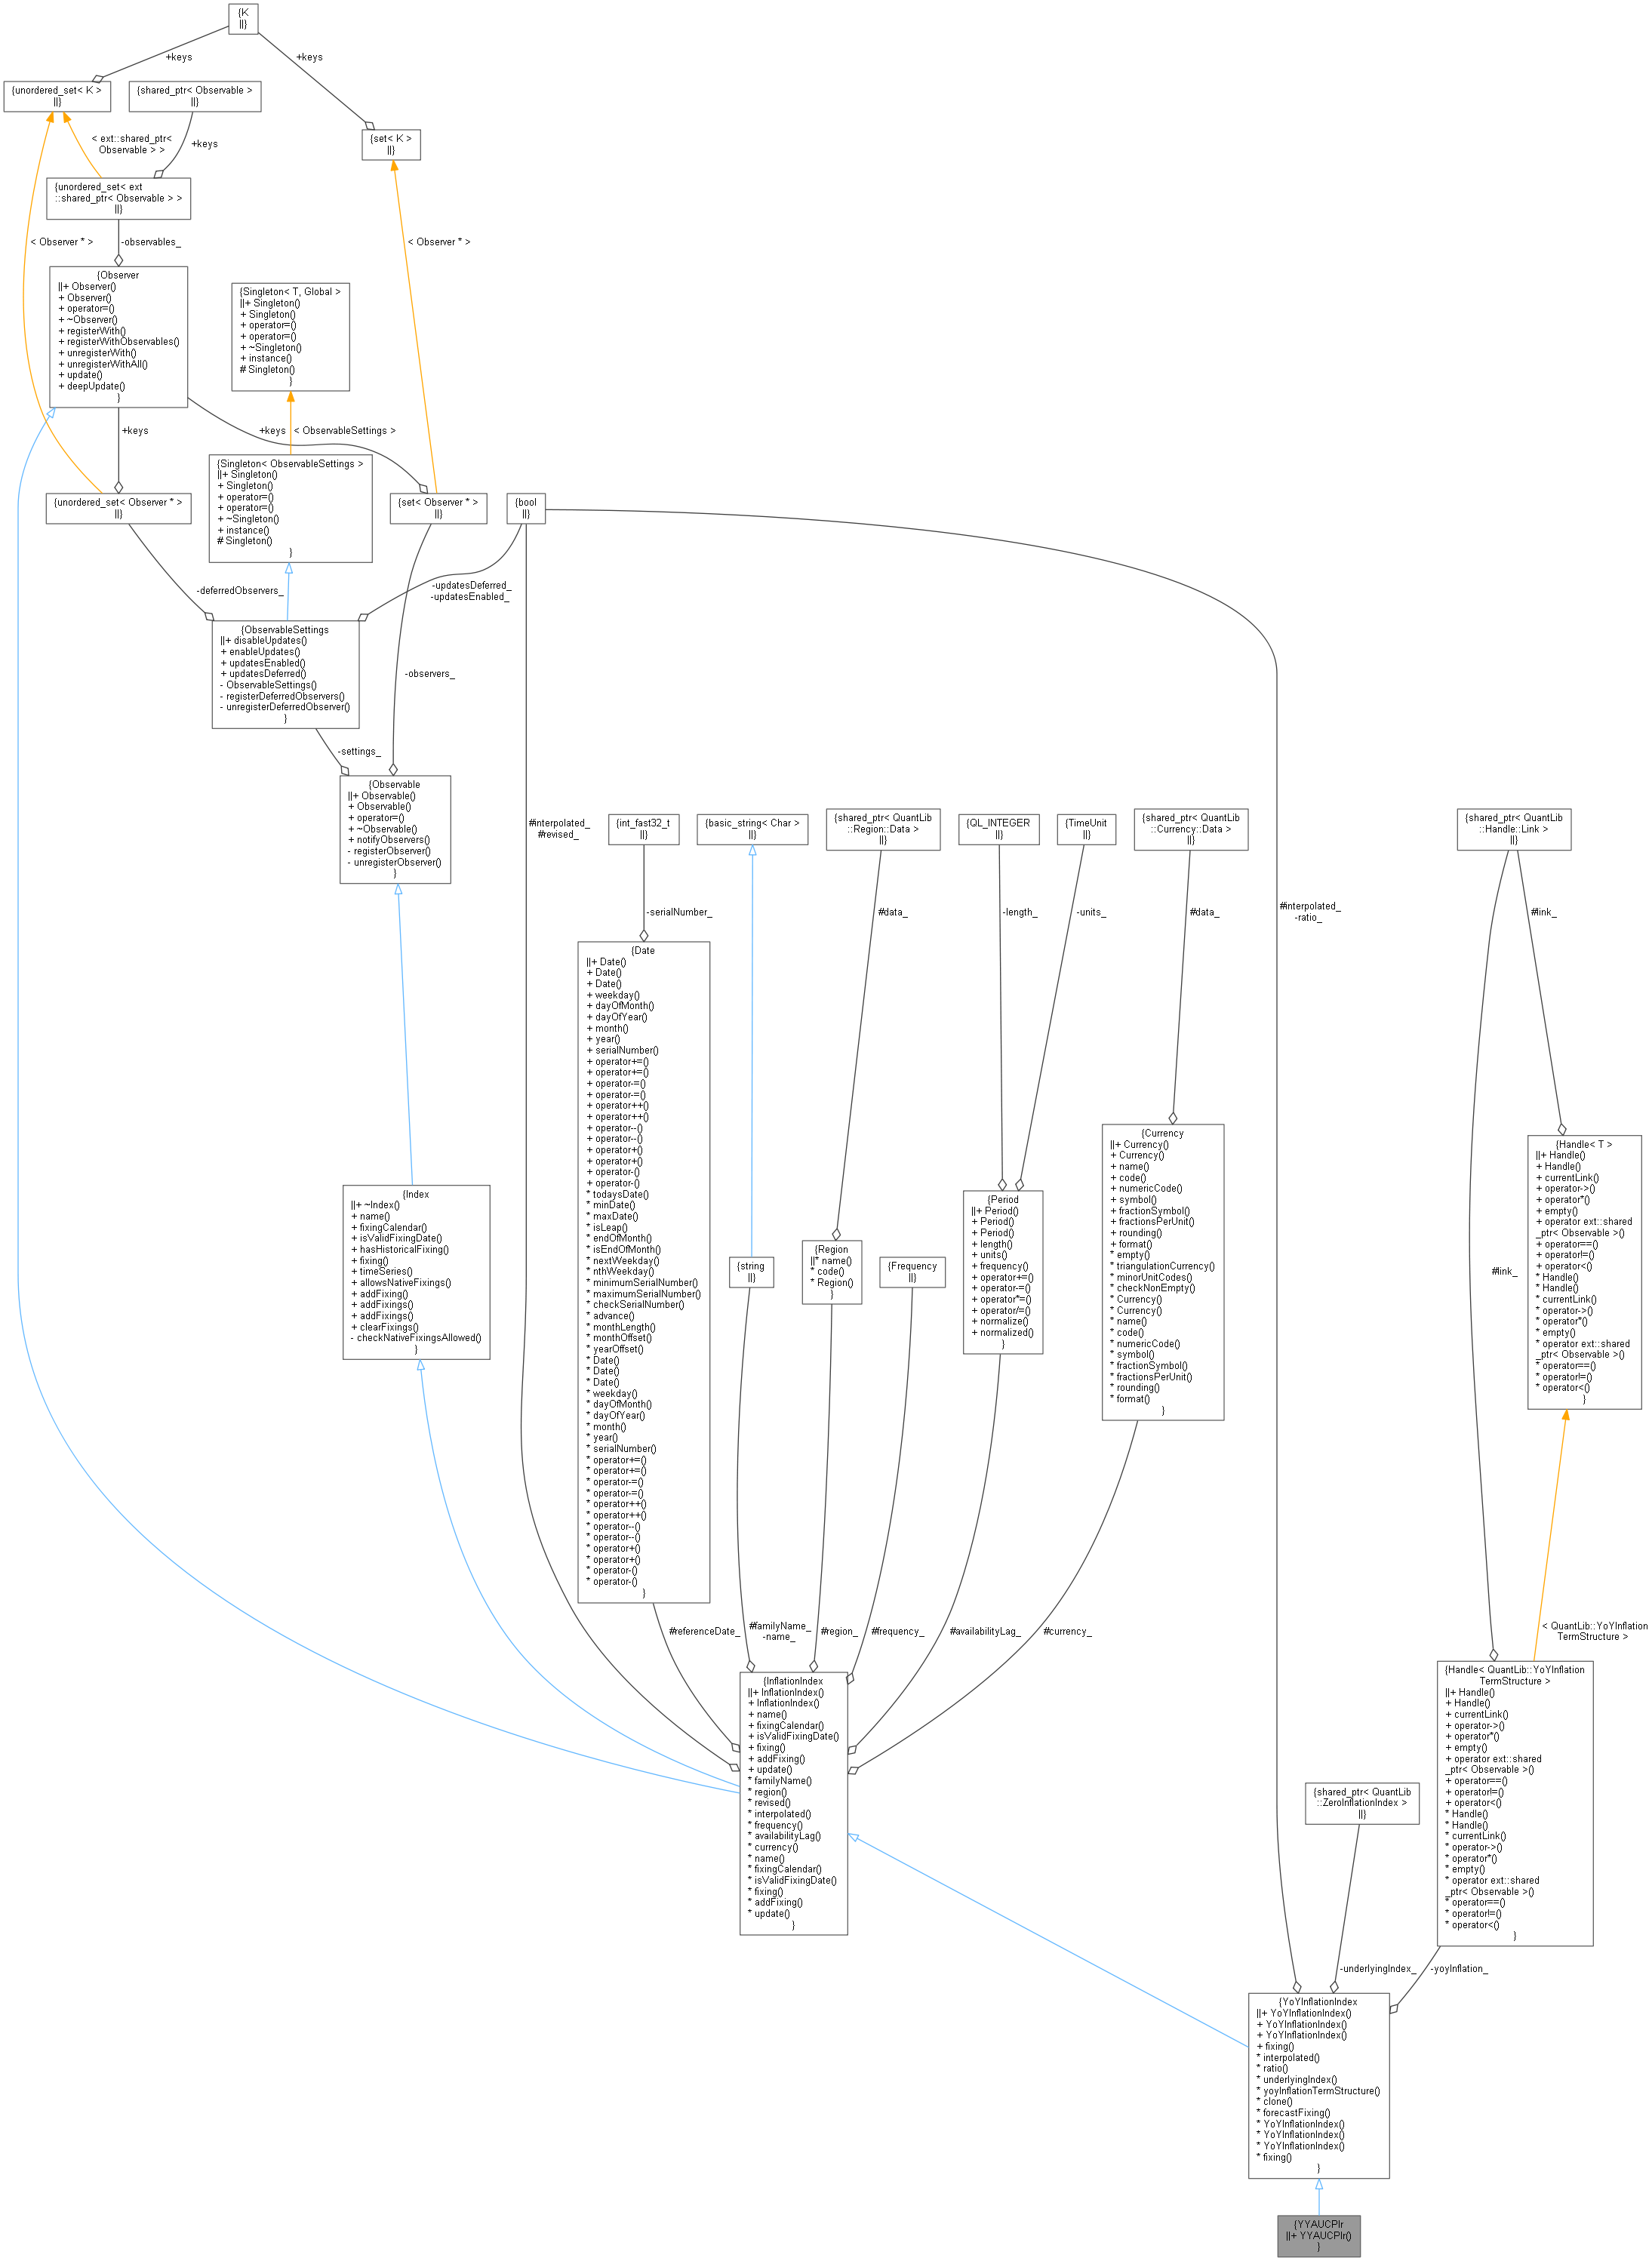 {K
||}
+keys
+keys
{unordered_set< K >
||}
{shared_ptr< Observable >
||}
{set< K >
||}
< ext::shared_ptr<
Observable > >
+keys
{unordered_set< ext
::shared_ptr< Observable > >
||}
< Observer * >
-observables_
< Observer * >
{Observer
||+ Observer()
+ Observer()
+ operator=()
+ ~Observer()
+ registerWith()
+ registerWithObservables()
+ unregisterWith()
+ unregisterWithAll()
+ update()
+ deepUpdate()
}
{Singleton< T, Global >
||+ Singleton()
+ Singleton()
+ operator=()
+ operator=()
+ ~Singleton()
+ instance()
# Singleton()
}
+keys
+keys
< ObservableSettings >
{Singleton< ObservableSettings >
||+ Singleton()
+ Singleton()
+ operator=()
+ operator=()
+ ~Singleton()
+ instance()
# Singleton()
}
{unordered_set< Observer * >
||}
{set< Observer * >
||}
{bool
||}
-deferredObservers_
-updatesDeferred_
-updatesEnabled_
{ObservableSettings
||+ disableUpdates()
+ enableUpdates()
+ updatesEnabled()
+ updatesDeferred()
- ObservableSettings()
- registerDeferredObservers()
- unregisterDeferredObserver()
}
-observers_
-settings_
{Observable
||+ Observable()
+ Observable()
+ operator=()
+ ~Observable()
+ notifyObservers()
- registerObserver()
- unregisterObserver()
}
#interpolated_
#revised_
{int_fast32_t
||}
{basic_string< Char >
||}
{shared_ptr< QuantLib
::Region::Data >
||}
{QL_INTEGER
||}
{TimeUnit
||}
{shared_ptr< QuantLib
::Currency::Data >
||}
{shared_ptr< QuantLib
::Handle::Link >
||}
-serialNumber_
#data_
-length_
-units_
#data_
#interpolated_
-ratio_
#link_
{Date
||+ Date()
+ Date()
+ Date()
+ weekday()
+ dayOfMonth()
+ dayOfYear()
+ month()
+ year()
+ serialNumber()
+ operator+=()
+ operator+=()
+ operator-=()
+ operator-=()
+ operator++()
+ operator++()
+ operator--()
+ operator--()
+ operator+()
+ operator+()
+ operator-()
+ operator-()
* todaysDate()
* minDate()
* maxDate()
* isLeap()
* endOfMonth()
* isEndOfMonth()
* nextWeekday()
* nthWeekday()
* minimumSerialNumber()
* maximumSerialNumber()
* checkSerialNumber()
* advance()
* monthLength()
* monthOffset()
* yearOffset()
* Date()
* Date()
* Date()
* weekday()
* dayOfMonth()
* dayOfYear()
* month()
* year()
* serialNumber()
* operator+=()
* operator+=()
* operator-=()
* operator-=()
* operator++()
* operator++()
* operator--()
* operator--()
* operator+()
* operator+()
* operator-()
* operator-()
}
{Index
||+ ~Index()
+ name()
+ fixingCalendar()
+ isValidFixingDate()
+ hasHistoricalFixing()
+ fixing()
+ timeSeries()
+ allowsNativeFixings()
+ addFixing()
+ addFixings()
+ addFixings()
+ clearFixings()
- checkNativeFixingsAllowed()
}
{string
||}
{Region
||* name()
* code()
* Region()
}
{Frequency
||}
{Period
||+ Period()
+ Period()
+ Period()
+ length()
+ units()
+ frequency()
+ operator+=()
+ operator-=()
+ operator*=()
+ operator/=()
+ normalize()
+ normalized()
}
{Currency
||+ Currency()
+ Currency()
+ name()
+ code()
+ numericCode()
+ symbol()
+ fractionSymbol()
+ fractionsPerUnit()
+ rounding()
+ format()
* empty()
* triangulationCurrency()
* minorUnitCodes()
* checkNonEmpty()
* Currency()
* Currency()
* name()
* code()
* numericCode()
* symbol()
* fractionSymbol()
* fractionsPerUnit()
* rounding()
* format()
}
#link_
{Handle< T >
||+ Handle()
+ Handle()
+ currentLink()
+ operator->()
+ operator*()
+ empty()
+ operator ext::shared
_ptr< Observable >()
+ operator==()
+ operator!=()
+ operator<()
* Handle()
* Handle()
* currentLink()
* operator->()
* operator*()
* empty()
* operator ext::shared
_ptr< Observable >()
* operator==()
* operator!=()
* operator<()
}
#referenceDate_
#familyName_
-name_
#region_
#frequency_
#availabilityLag_
#currency_
< QuantLib::YoYInflation
TermStructure >
{InflationIndex
||+ InflationIndex()
+ InflationIndex()
+ name()
+ fixingCalendar()
+ isValidFixingDate()
+ fixing()
+ addFixing()
+ update()
* familyName()
* region()
* revised()
* interpolated()
* frequency()
* availabilityLag()
* currency()
* name()
* fixingCalendar()
* isValidFixingDate()
* fixing()
* addFixing()
* update()
}
{Handle< QuantLib::YoYInflation
TermStructure >
||+ Handle()
+ Handle()
+ currentLink()
+ operator->()
+ operator*()
+ empty()
+ operator ext::shared
_ptr< Observable >()
+ operator==()
+ operator!=()
+ operator<()
* Handle()
* Handle()
* currentLink()
* operator->()
* operator*()
* empty()
* operator ext::shared
_ptr< Observable >()
* operator==()
* operator!=()
* operator<()
}
{shared_ptr< QuantLib
::ZeroInflationIndex >
||}
-underlyingIndex_
-yoyInflation_
{YoYInflationIndex
||+ YoYInflationIndex()
+ YoYInflationIndex()
+ YoYInflationIndex()
+ fixing()
* interpolated()
* ratio()
* underlyingIndex()
* yoyInflationTermStructure()
* clone()
* forecastFixing()
* YoYInflationIndex()
* YoYInflationIndex()
* YoYInflationIndex()
* fixing()
}
{YYAUCPIr
||+ YYAUCPIr()
}